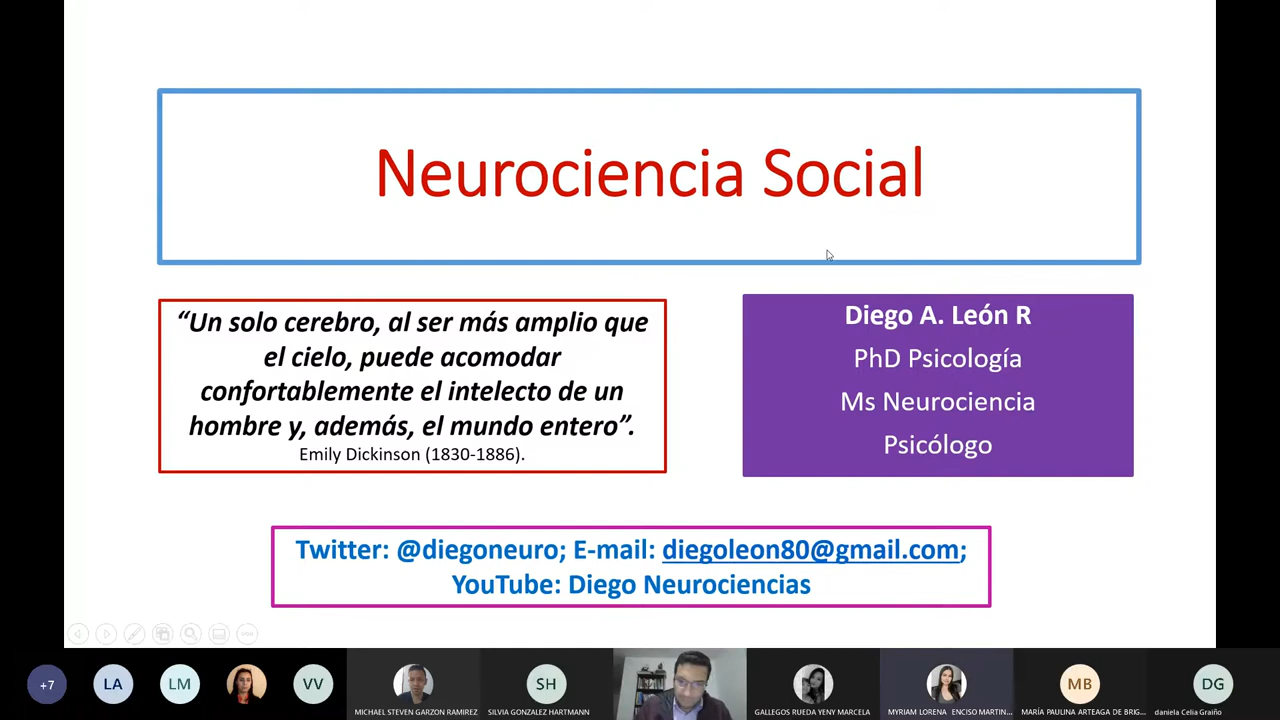 Neurociencia Social
“Un solo cerebro, al ser más amplio que
el cielo, puede acomodar
confortablemente el intelecto de un
hombre y, además, el mundo entero”.
Emily Dickinson (1830-1886).
Diego A. León R
PhD Psicología
Ms Neurociencia
Psicólogo
Twitter: @diegoneuro; E-mail: diegoleon80@gmail.com;
YouTube: Diego Neurociencias
+7
LA
LM
VV
MICHAEL STEVEN GARZON RAMIREZ
SH
SILVIA GONZALEZ HARTMANN
GALLEGOS RUEDA YENY MARCELA
MYRIAM LORENA ENCISO MARTIN...
MB
MARÍA PAULINA ARTEAGA DE BRIG...
DG
daniela Celia Graiño